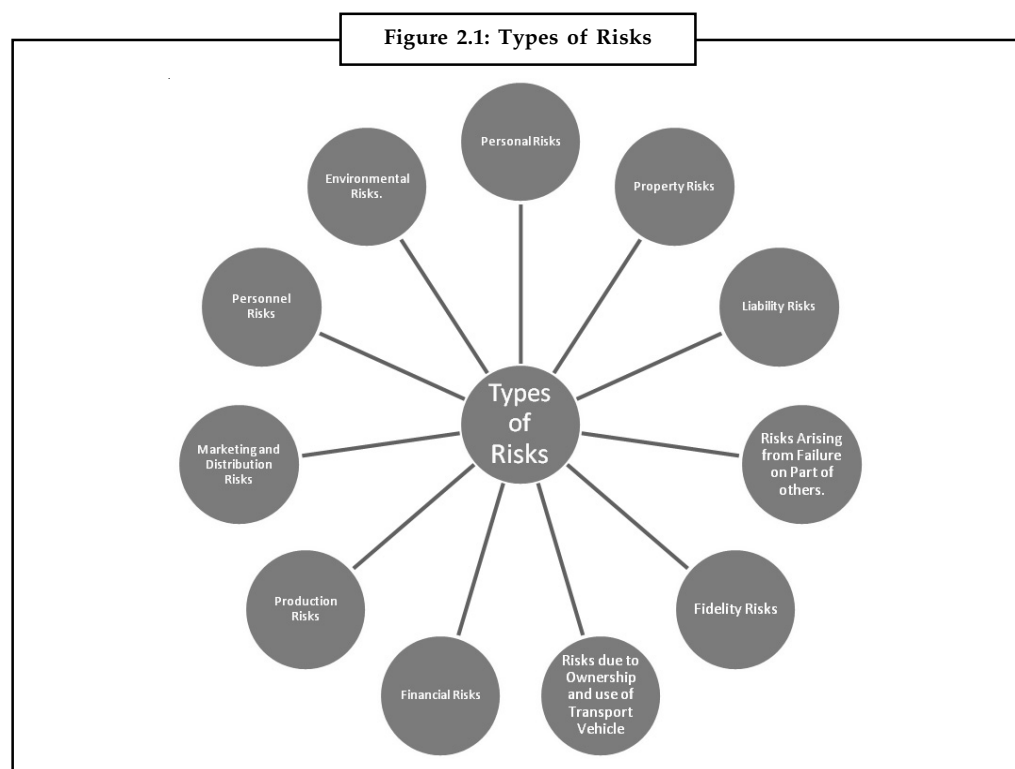 Figure 2.1: Types of Risks
Personal Risks
Property Risks
Liability Risks
Risks Arising
from Failure
on Part of
others.
Fidelity Risks
Risks due to
Ownership
and use of
Transport
Vehicle
Financial Risks
Production
Risks
Marketing and
Distribution
Risks
Personnel
Risks
Environmental
Risks.
Types
of
Risks